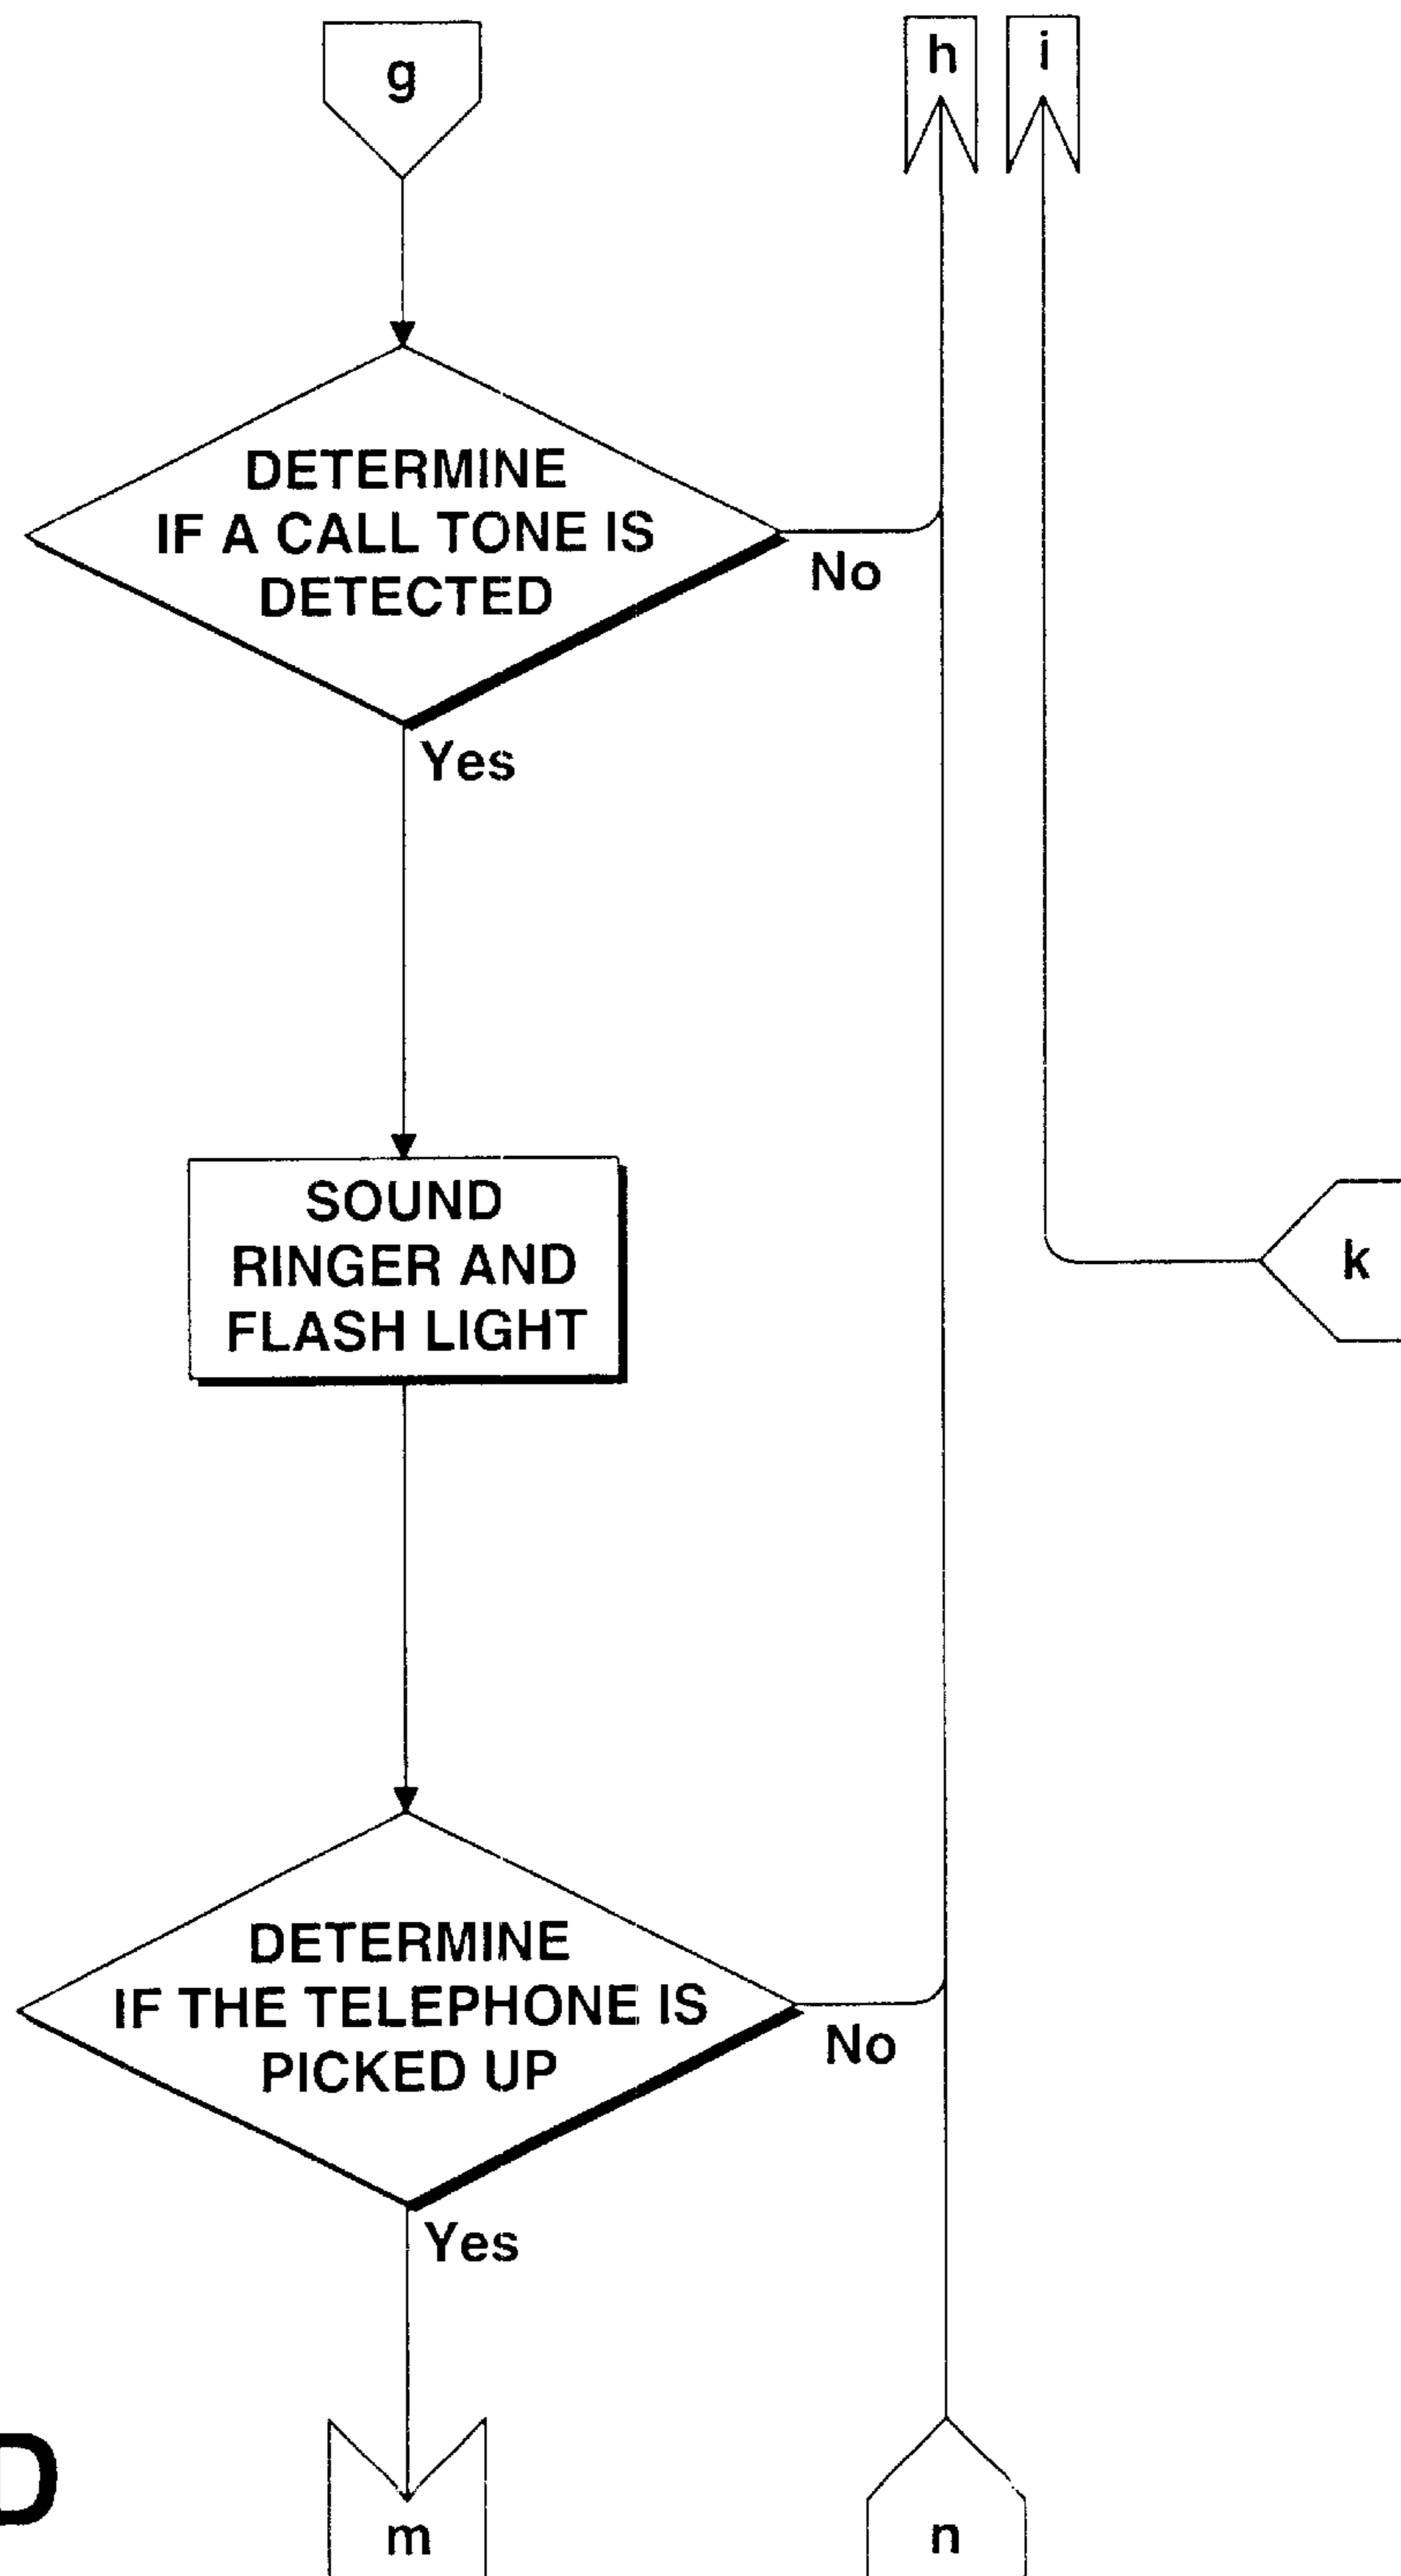 g
h
i
DETERMINE
IF A CALL TONE IS
DETECTED
No
Yes
SOUND
RINGER AND
FLASH LIGHT
k
DETERMINE
IF THE TELEPHONE IS
PICKED UP
No
Yes
D
m
n